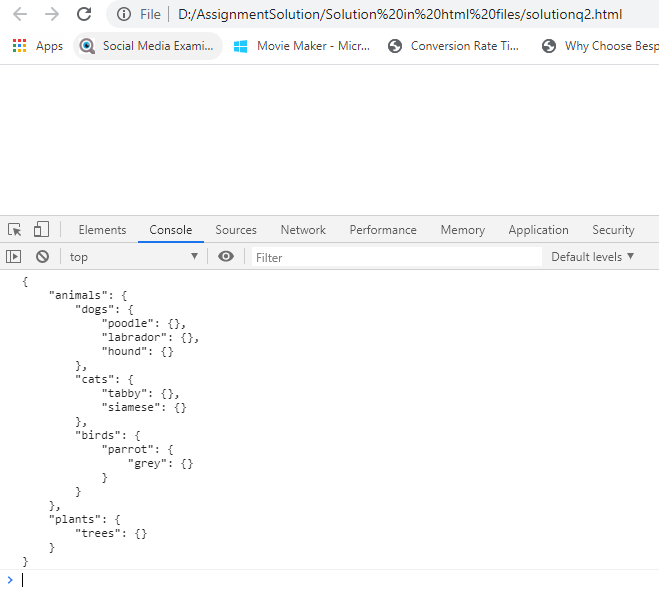 File D:/AssignmentSolution/Solution%20in%20html%20files/solutionq2.html
Apps Social Media Exami... Movie Maker - Micr... Conversion Rate Ti... Why Choose Besp
Elements Console Sources Network Performance Memory Application Security
top ▼ Filter Default levels ▼
{
    "animals": {
        "dogs": {
            "poodle": {},
            "labrador": {},
            "hound": {}
        },
        "cats": {
            "tabby": {},
            "siamese": {}
        },
        "birds": {
            "parrot": {
                "grey": {}
            }
        }
    },
    "plants": {
        "trees": {}
    }
}
>